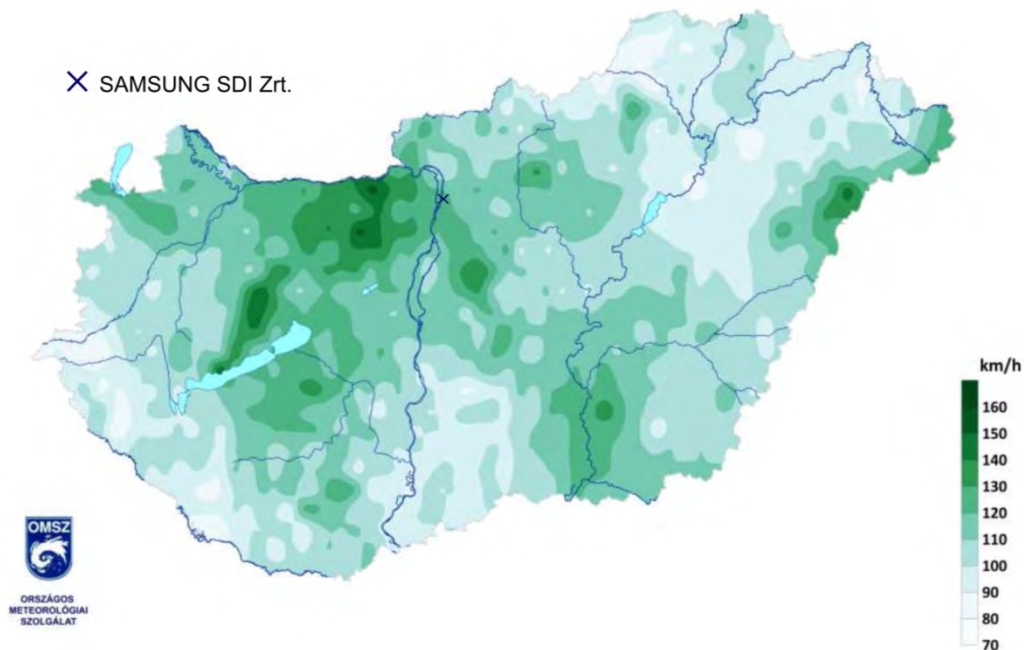 SAMSUNG SDI Zrt.
km/h
160
150
140
130
120
110
100
90
80
70
OMSZ
ORSZÁGOS
METEOROLÓGIAI
SZOLGÁLAT